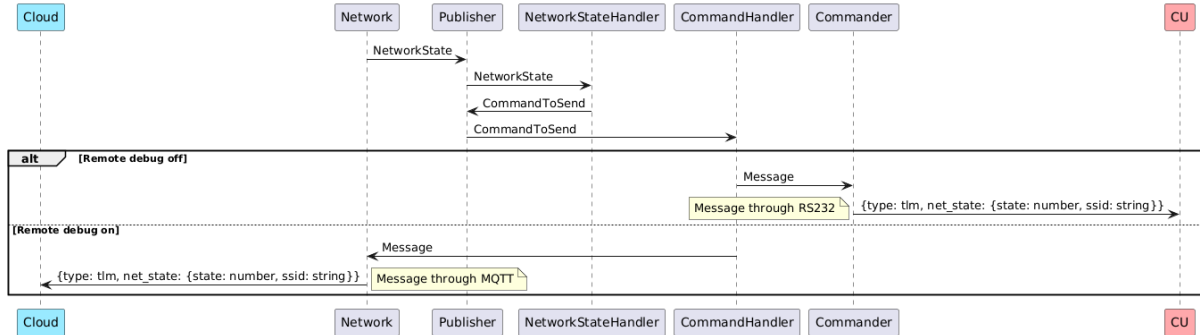 Cloud Network Publisher NetworkStateHandler CommandHandler Commander CU
NetworkState
NetworkState
CommandToSend
CommandToSend
alt [Remote debug off]
Message
Message through RS232 {type: tlm, net_state: {state: number, ssid: string}}
[Remote debug on]
Message
{type: tlm, net_state: {state: number, ssid: string}} Message through MQTT
Cloud Network Publisher NetworkStateHandler CommandHandler Commander CU